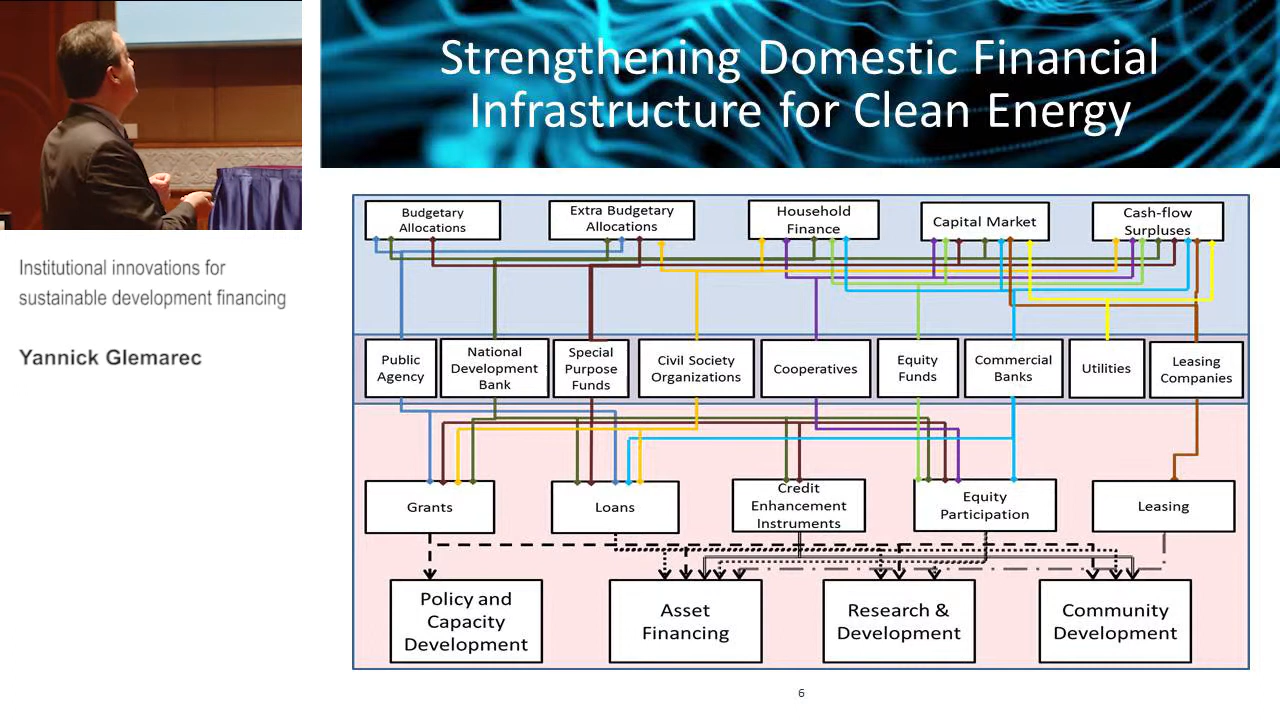 Strengthening Domestic Financial
Infrastructure for Clean Energy
Institutional innovations for
sustainable development financing
Yannick Glemarec
Budgetary
Allocations
Extra Budgetary
Allocations
Household
Finance
Capital Market
Cash-flow
Surpluses
Public
Agency
National
Development
Bank
Special
Purpose
Funds
Civil Society
Organizations
Cooperatives
Equity
Funds
Commercial
Banks
Utilities
Leasing
Companies
Grants
Loans
Credit
Enhancement
Instruments
Equity
Participation
Leasing
Policy and
Capacity
Development
Asset
Financing
Research &
Development
Community
Development
6